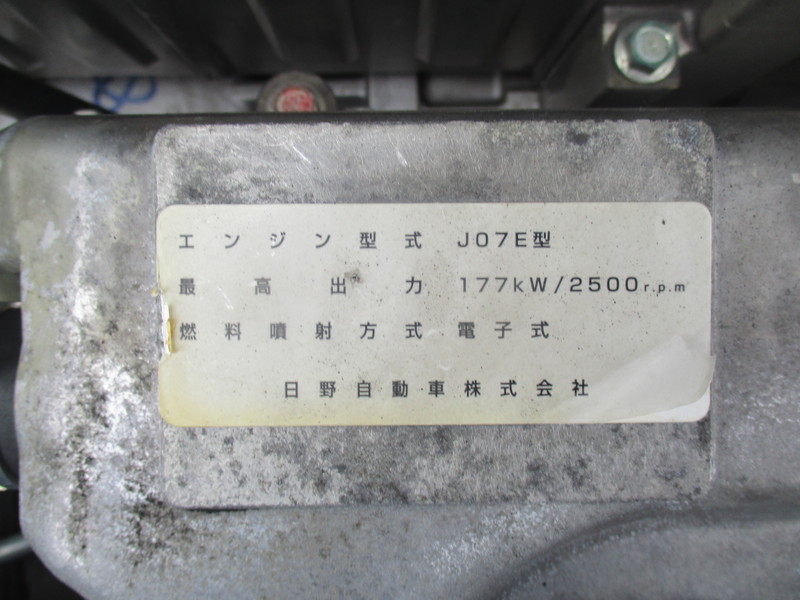 エンジン型式 J07E型
最高出力 177kW/2500r.p.m
燃料噴射方式 電子式
日野自動車株式会社